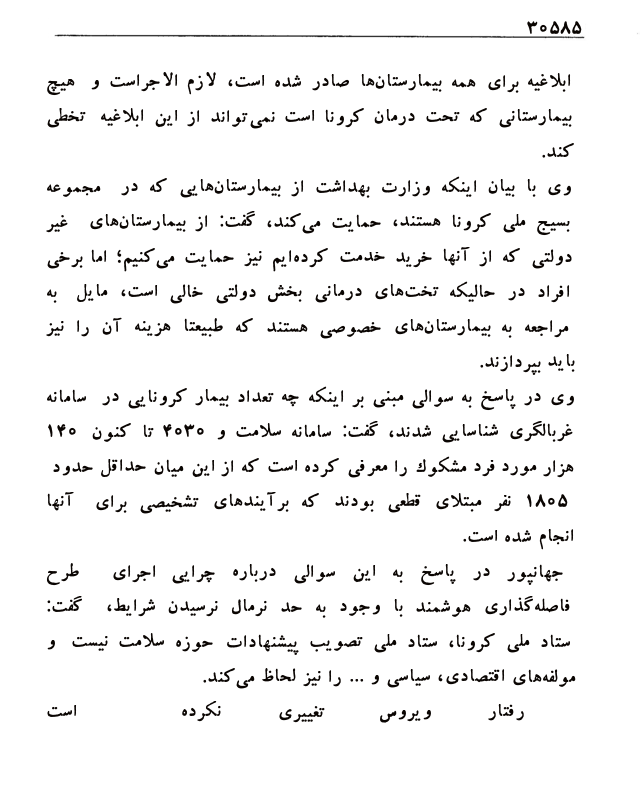 ۳۰۵۸۵
ابلاغیه برای همه بیمارستان‌ها صادر شده است، لازم الاجراست و هیچ
بیمارستانی که تحت درمان کرونا است نمی‌تواند از این ابلاغیه تخطی
کند.
وی با بیان اینکه وزارت بهداشت از بیمارستان‌هایی که در مجموعه
بسیج ملی کرونا هستند، حمایت می‌کند، گفت: از بیمارستان‌های غیر
دولتی که از آنها خرید خدمت کرده‌ایم نیز حمایت می‌کنیم؛ اما برخی
افراد در حالیکه تخت‌های درمانی بخش دولتی خالی است، مایل به
مراجعه به بیمارستان‌های خصوصی هستند که طبیعتا هزینه آن را نیز
باید بپردازند.
وی در پاسخ به سوالی مبنی بر اینکه چه تعداد بیمار کرونایی در سامانه
غربالگری شناسایی شدند، گفت: سامانه سلامت و ۴۰۳۰ تا کنون ۱۴۰
هزار مورد فرد مشکوک را معرفی کرده است که از این میان حداقل حدود
۱۸۰۵ نفر مبتلای قطعی بودند که برآیندهای تشخیصی برای آنها
انجام شده است.
جهانپور در پاسخ به این سوالی درباره چرایی اجرای طرح
فاصله‌گذاری هوشمند با وجود به حد نرمال نرسیدن شرایط، گفت:
ستاد ملی کرونا، ستاد ملی تصویب پیشنهادات حوزه سلامت نیست و
مولفه‌های اقتصادی، سیاسی و ... را نیز لحاظ می‌کند.
رفتار ویروس تغییری نکرده است